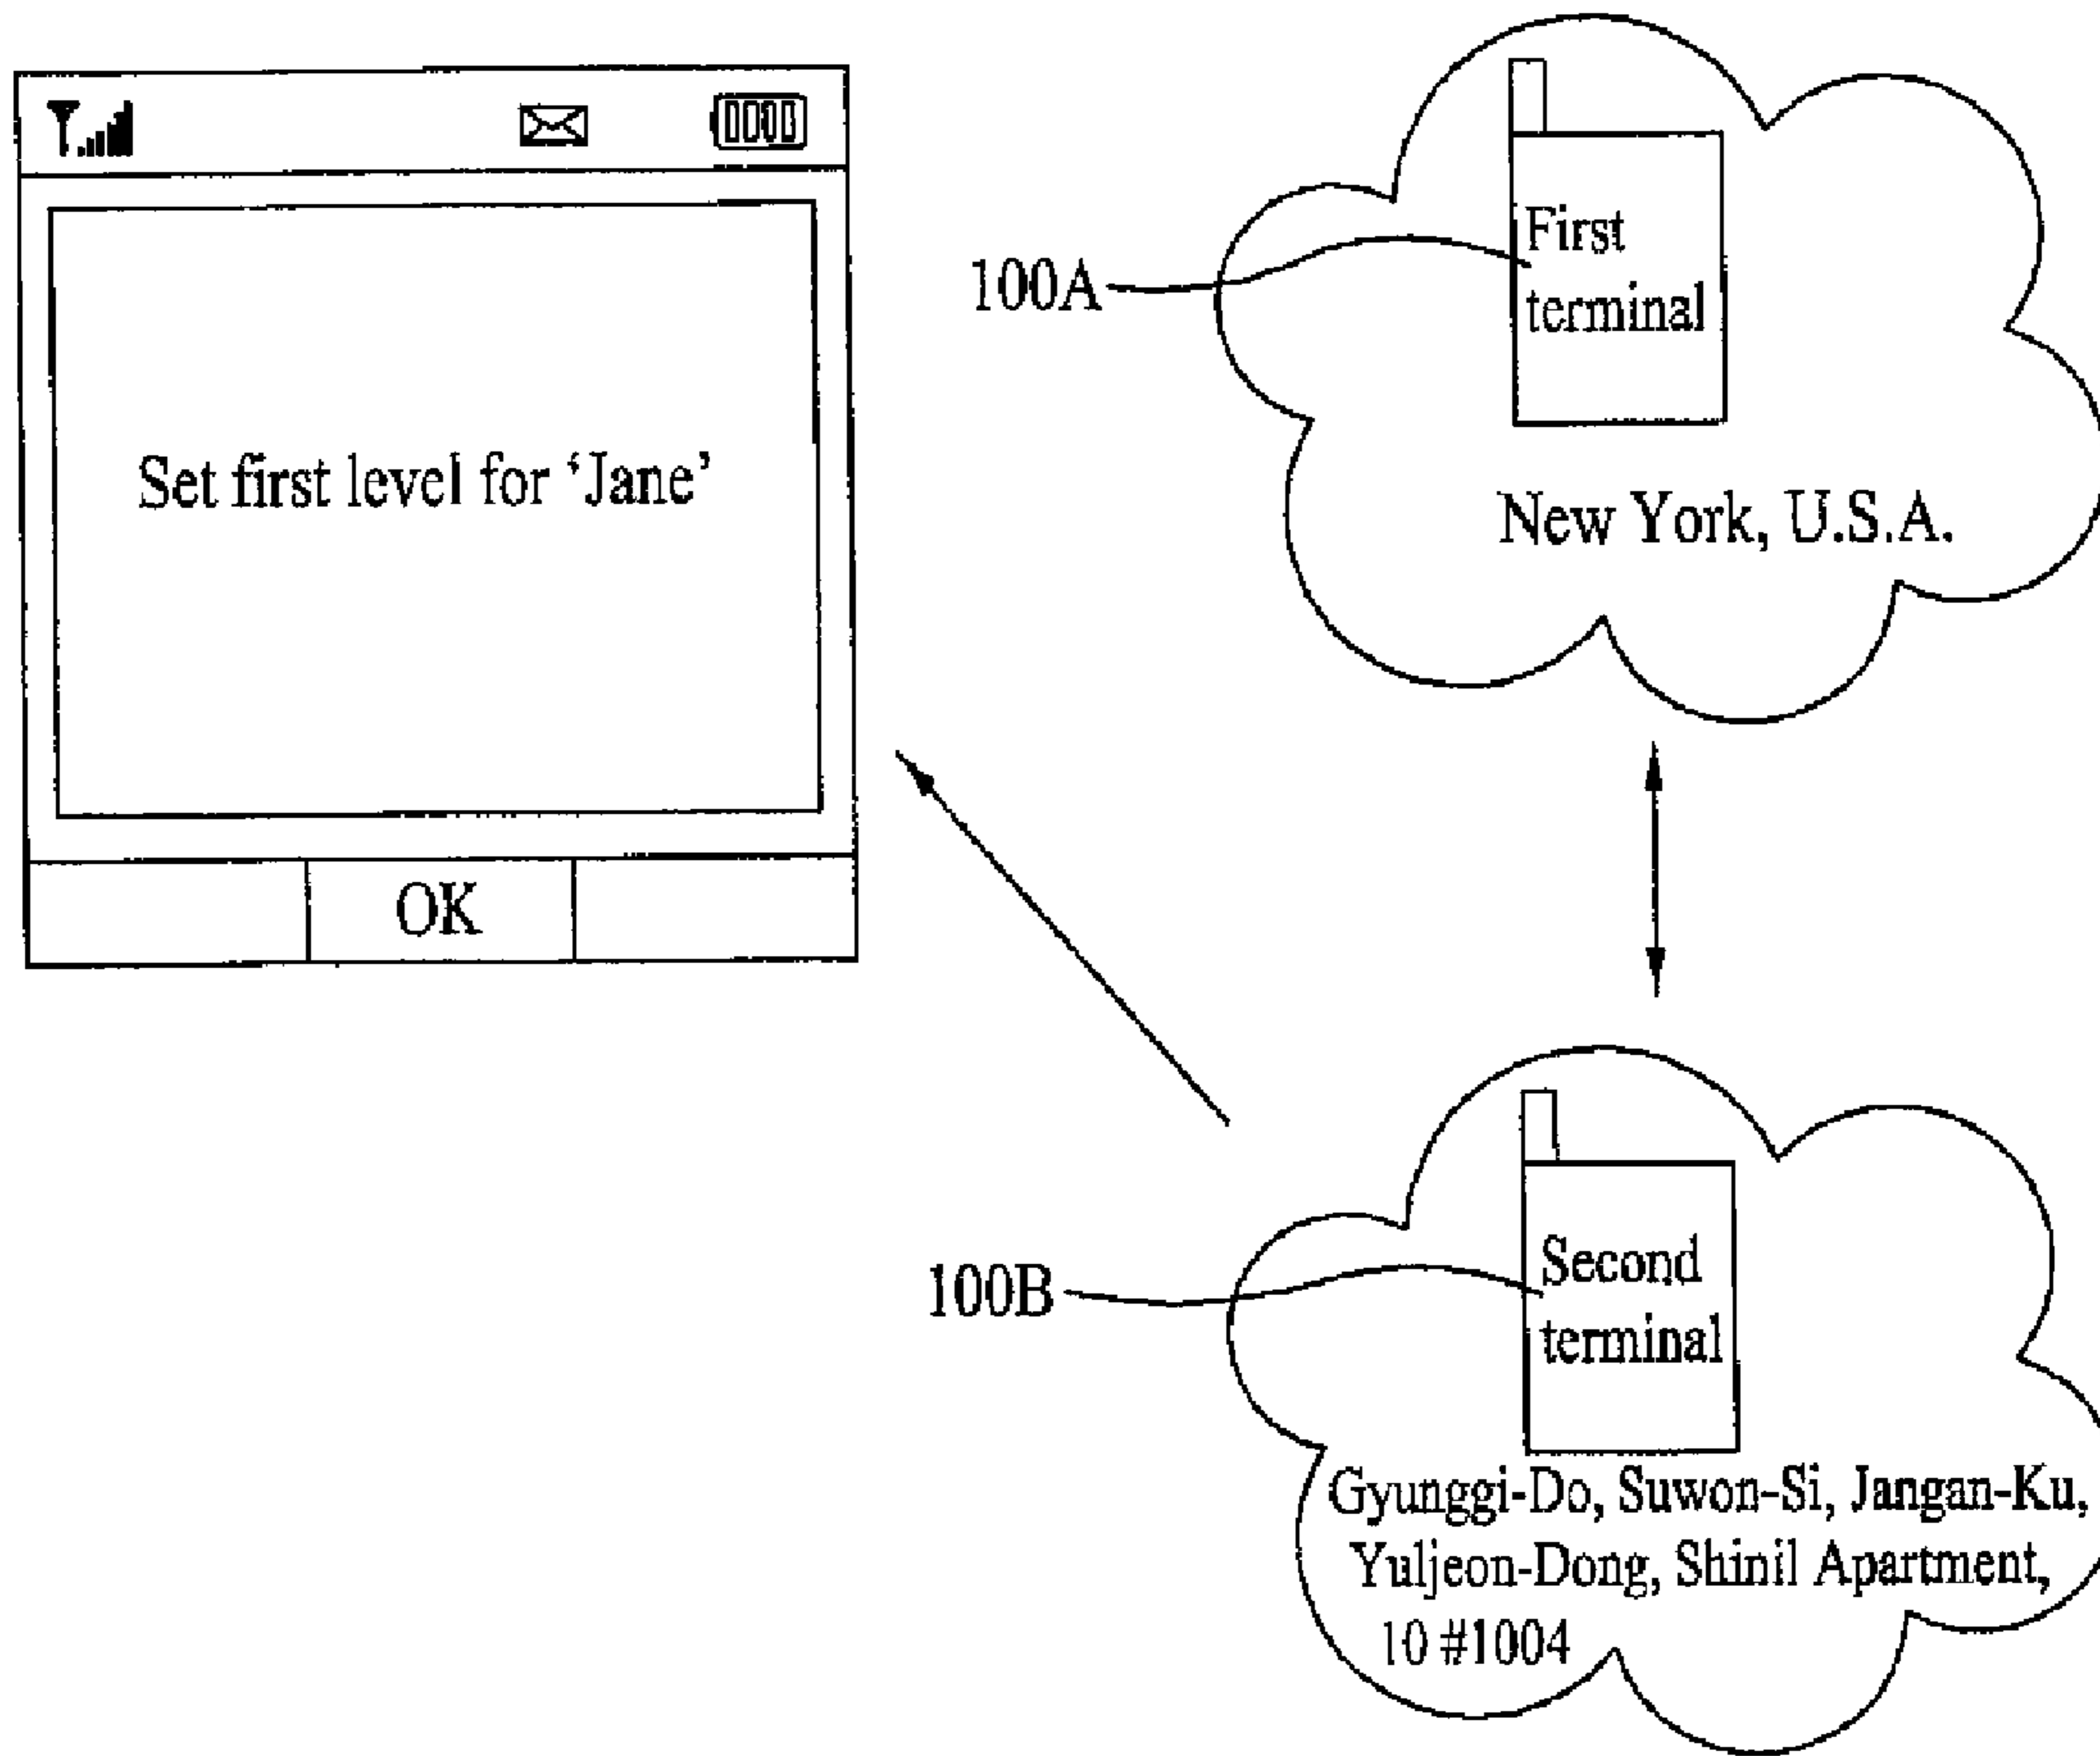 Set first level for ‘Jane’
OK
100A
First
terminal
New York, U.S.A.
100B
Second
terminal
Gyunggi-Do, Suwon-Si, Jangan-Ku,
Yuljeon-Dong, Shinil Apartment,
10 #1004